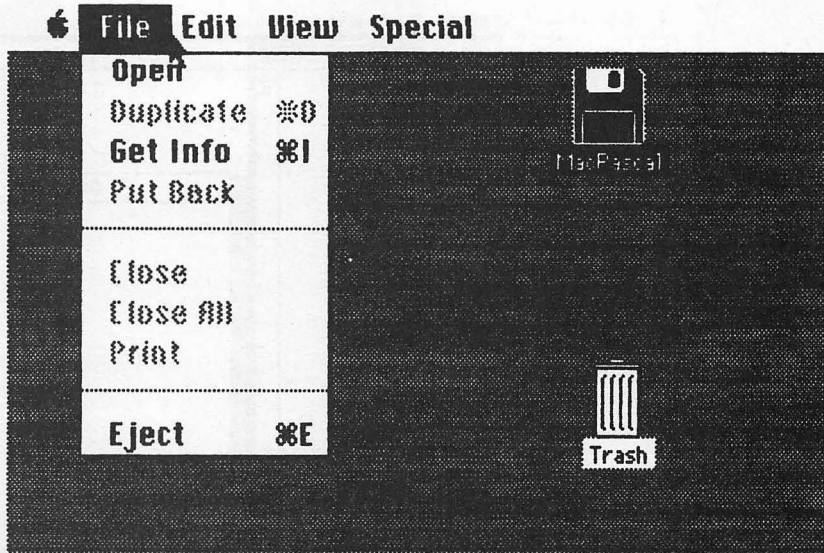 File Edit View Special
Open
Duplicate ⌘D
Get Info ⌘I
Put Back
Close
Close All
Print
Eject ⌘E
MacPascal
Trash